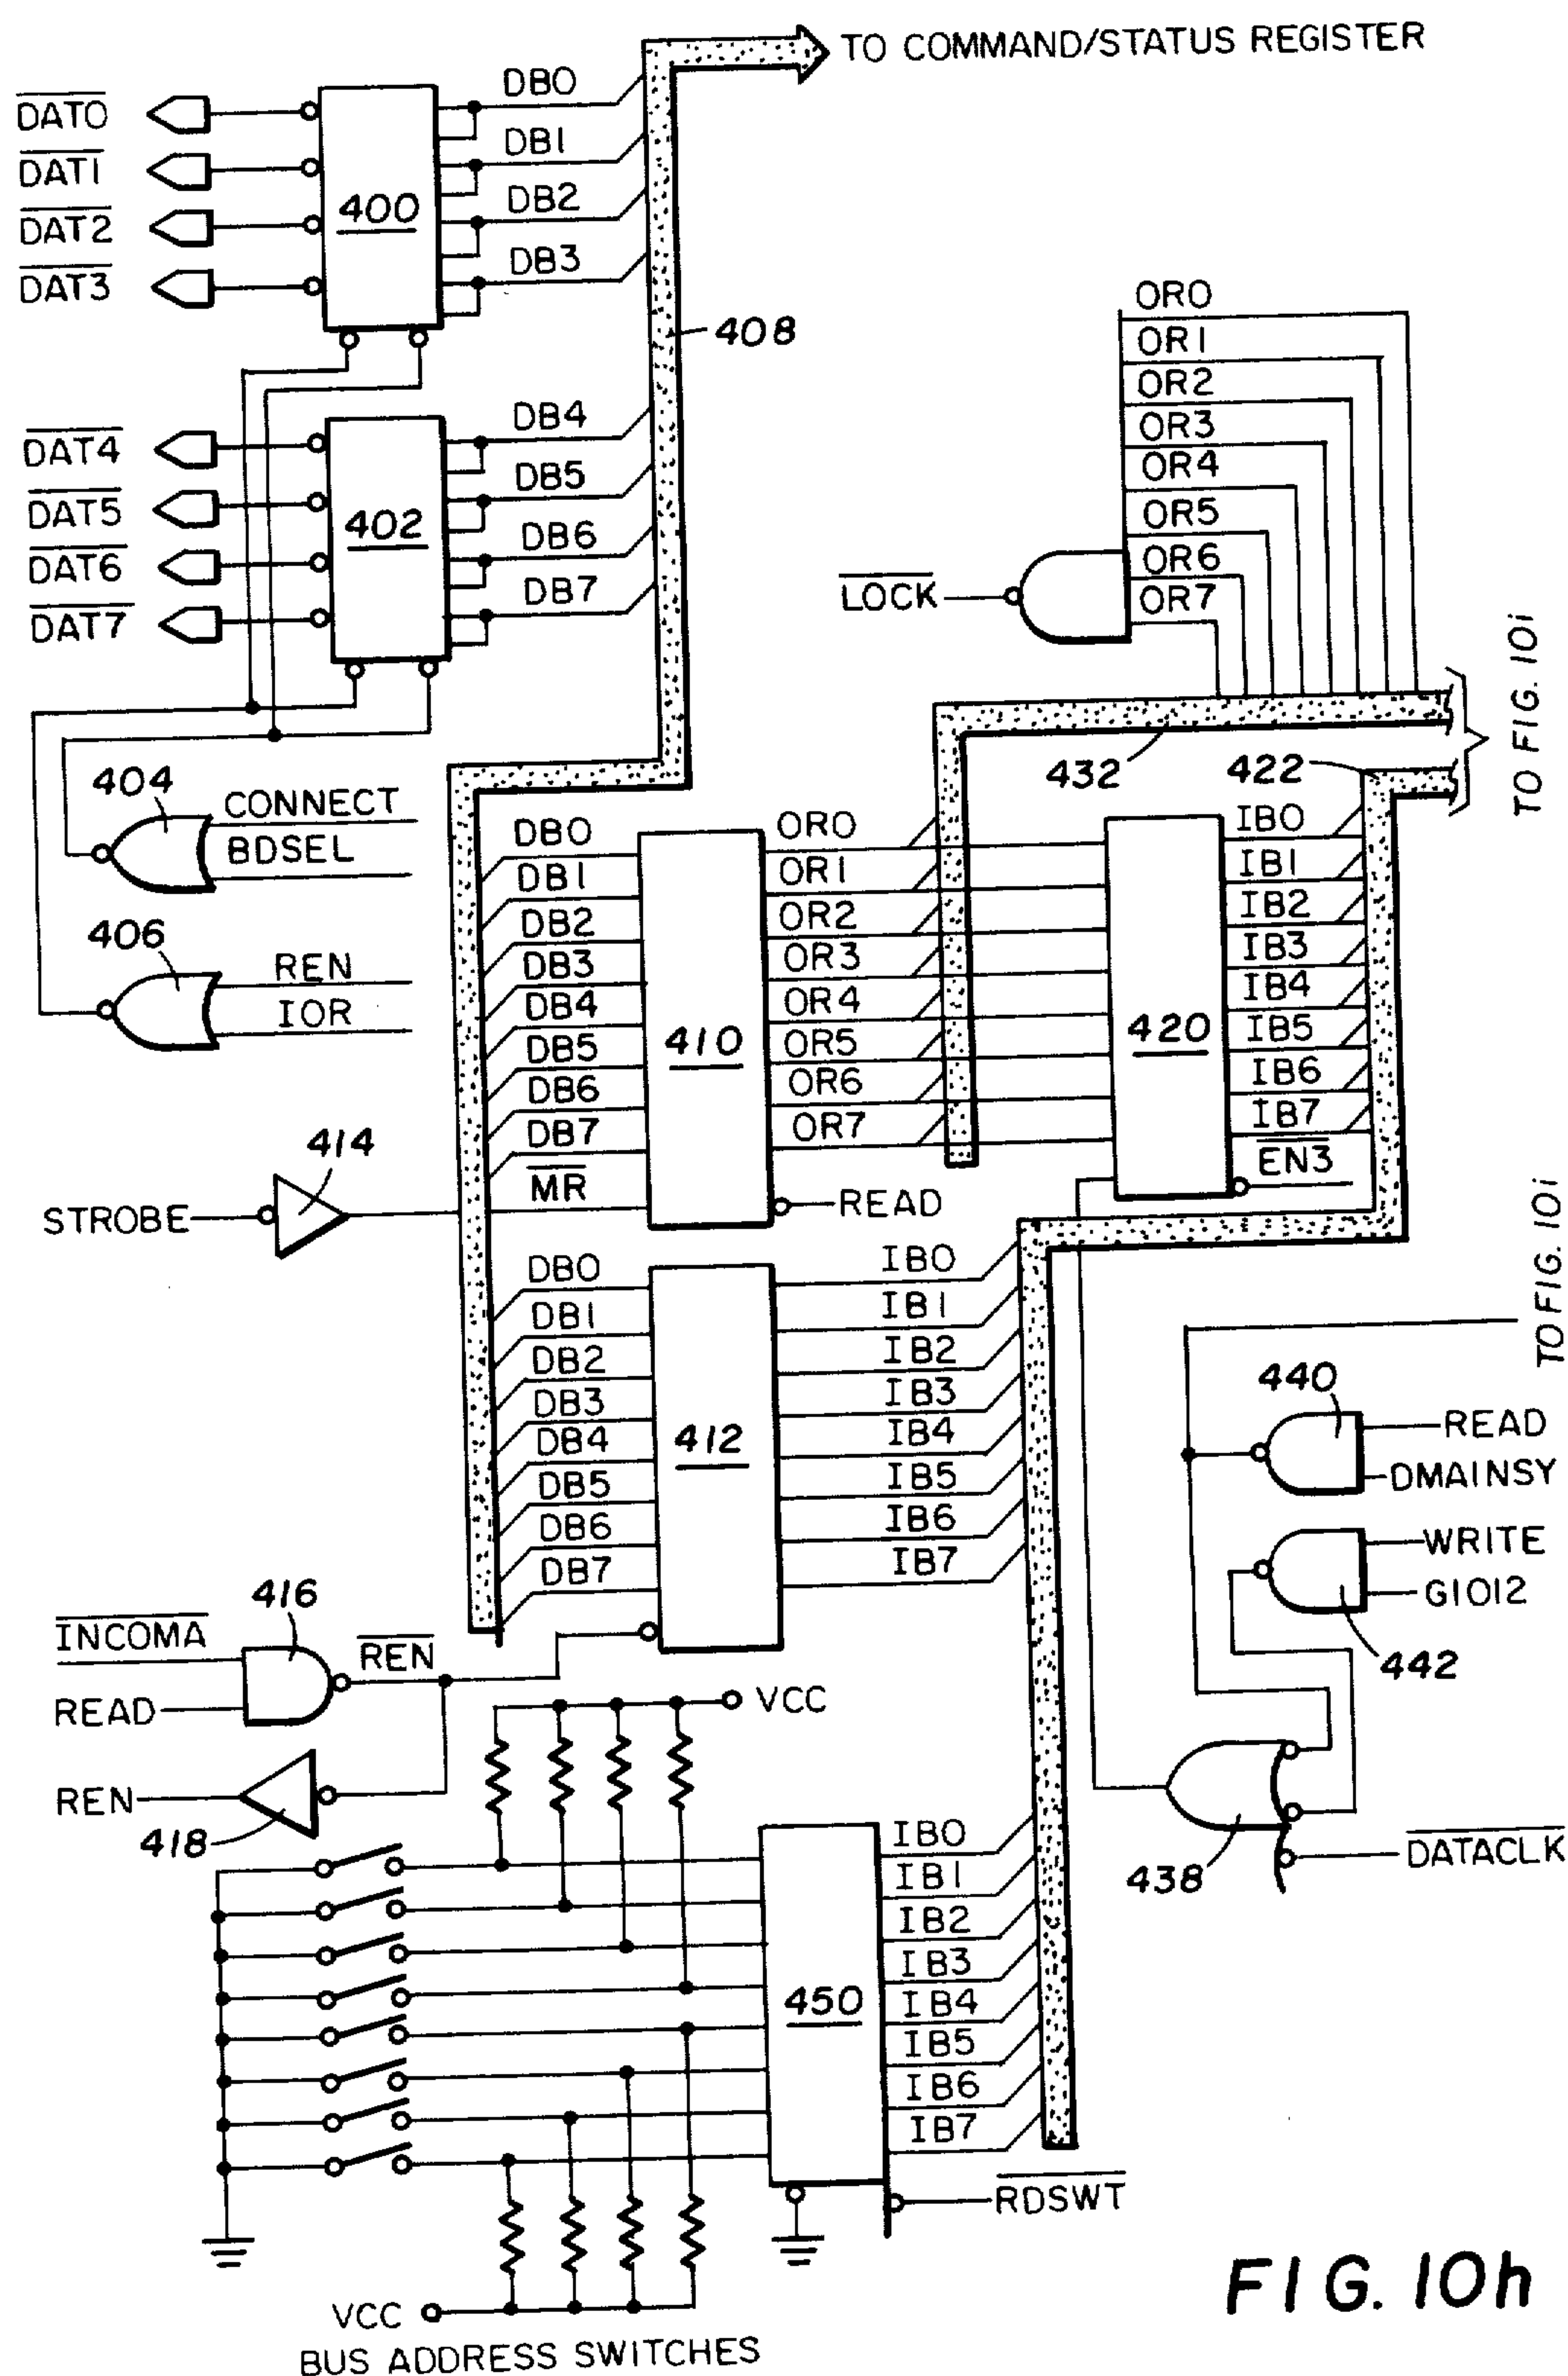 TO COMMAND/STATUS REGISTER
DAT0
DAT1
DAT2
DAT3
400
DB0
DB1
DB2
DB3
408
DAT4
DAT5
DAT6
DAT7
402
DB4
DB5
DB6
DB7
OR0
OR1
OR2
OR3
OR4
OR5
OR6
OR7
LOCK
TO FIG. 10i
432
422
404
CONNECT
BDSEL
406
REN
IOR
DB0
DB1
DB2
DB3
DB4
DB5
DB6
DB7
MR
410
OR0
OR1
OR2
OR3
OR4
OR5
OR6
OR7
READ
420
IB0
IB1
IB2
IB3
IB4
IB5
IB6
IB7
EN3
414
STROBE
DB0
DB1
DB2
DB3
DB4
DB5
DB6
DB7
412
IB0
IB1
IB2
IB3
IB4
IB5
IB6
IB7
TO FIG. 10i
440
READ
DMAINSY
WRITE
G1012
442
438
DATACLK
416
INCOMA
READ
REN
REN
418
VCC
450
IB0
IB1
IB2
IB3
IB4
IB5
IB6
IB7
RDSWT
VCC
BUS ADDRESS SWITCHES
FIG. 10h